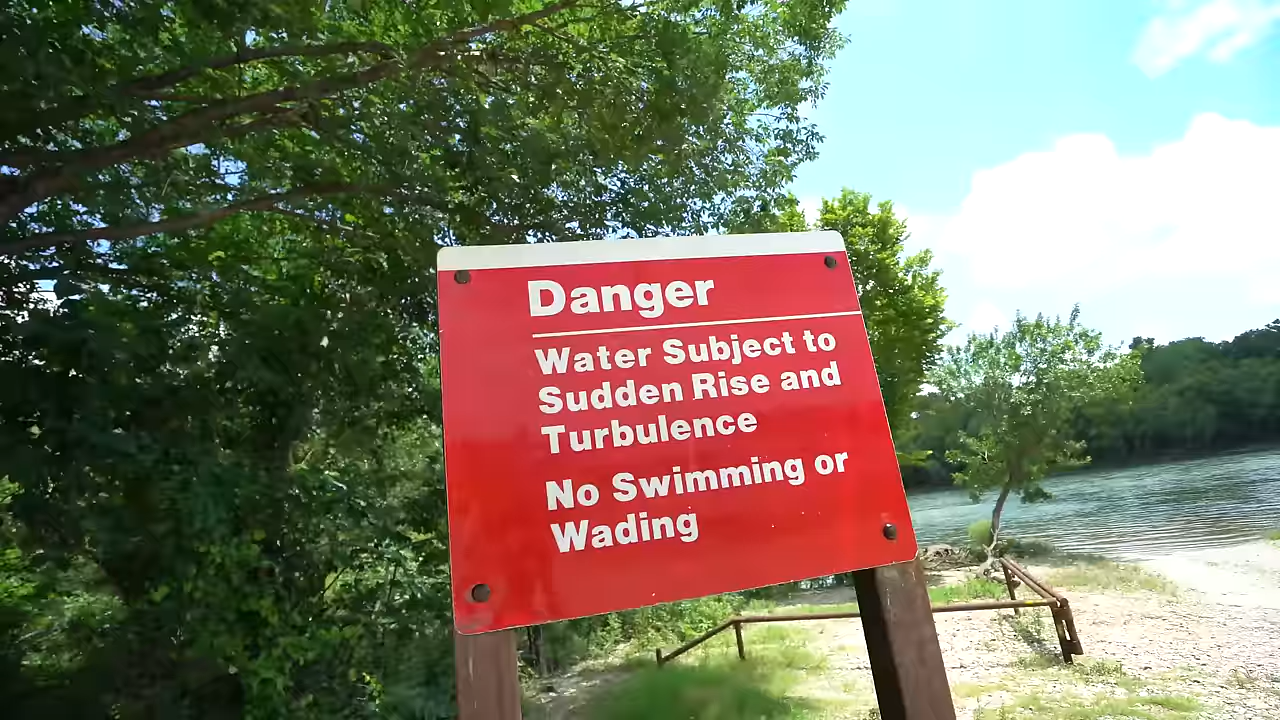 Danger
Water Subject to
Sudden Rise and
Turbulence
No Swimming or
Wading